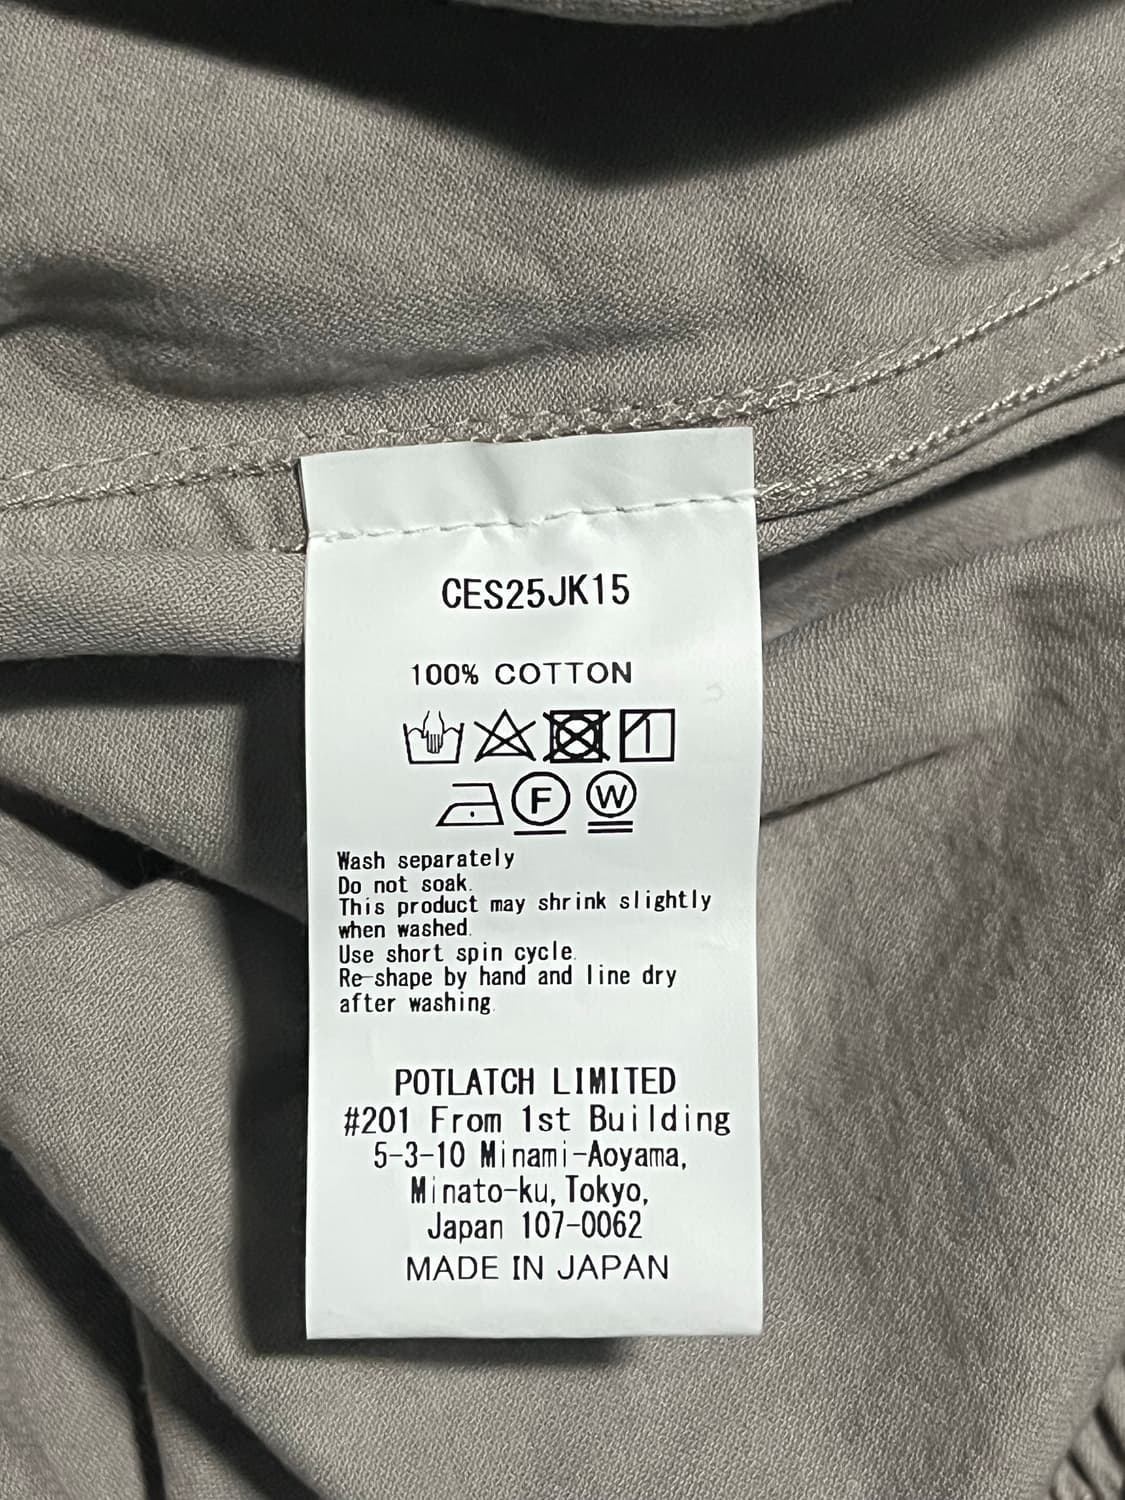 CES25JK15
100% COTTON
F W
Wash separately
Do not soak.
This product may shrink slightly
when washed.
Use short spin cycle.
Re-shape by hand and line dry
after washing.
POTLATCH LIMITED
#201 From 1st Building
5-3-10 Minami-Aoyama,
Minato-ku, Tokyo,
Japan 107-0062
MADE IN JAPAN